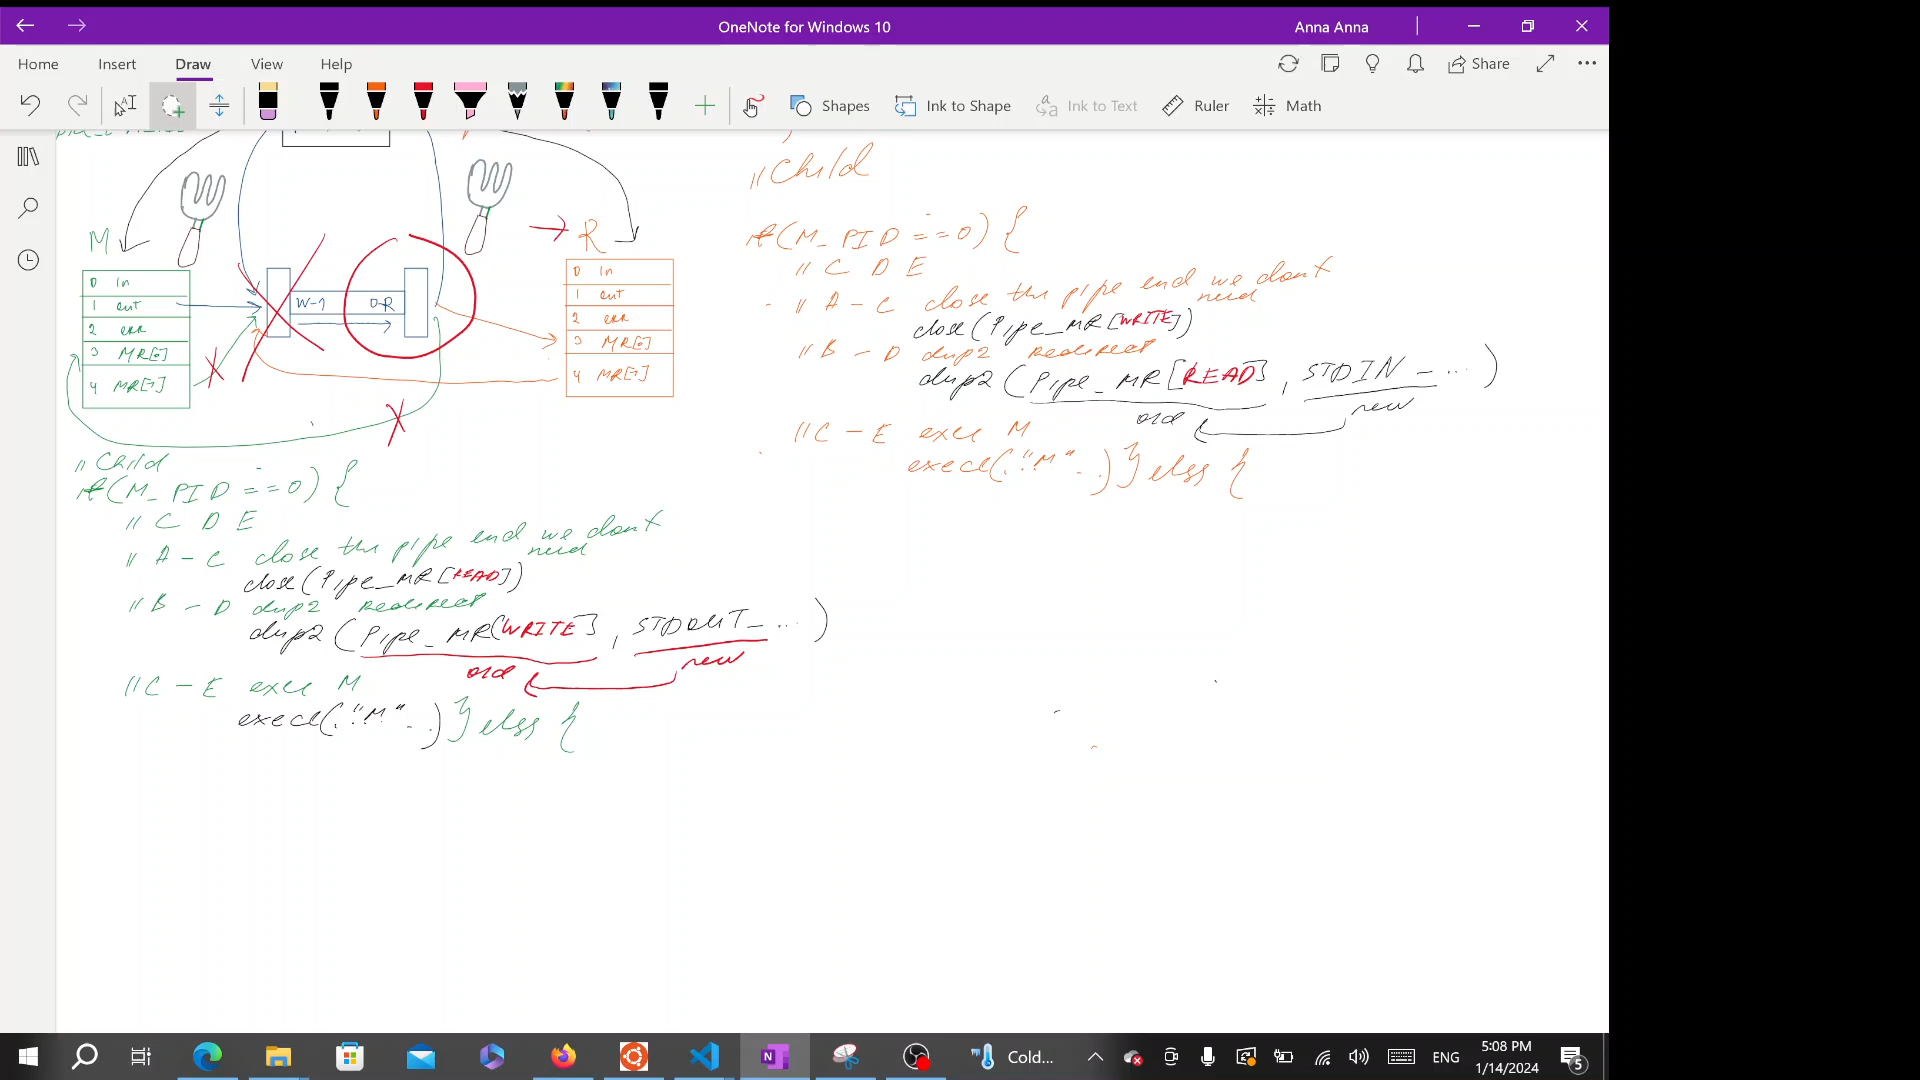 OneNote for Windows 10
Anna Anna
Home Insert Draw View Help
Share
Shapes Ink to Shape Ink to Text Ruler Math
M
0 in
1 out
2 err
3 MR[0]
4 MR[1]
W-1 0-R
R
0 in
1 out
2 err
3 MR[0]
4 MR[1]
// Child
if (M_PID == 0) {
// C D E
// A - C close the pipe end we don't need
close(Pipe_MR[READ])
// B - D dup2 Redirect
dup2 (Pipe_MR[WRITE], STDOUT_...)
old new
// C - E exec M
execl(."M"..) } else {
// Child
if (M_PID == 0) {
// C D E
// A - C close the pipe end we don't need
close(Pipe_MR[WRITE])
// B - D dup2 Redirect
dup2 (Pipe_MR[READ], STDIN_...)
old new
// C - E exec M
execl(."M"..) } else {
Cold...
ENG
5:08 PM
1/14/2024
5